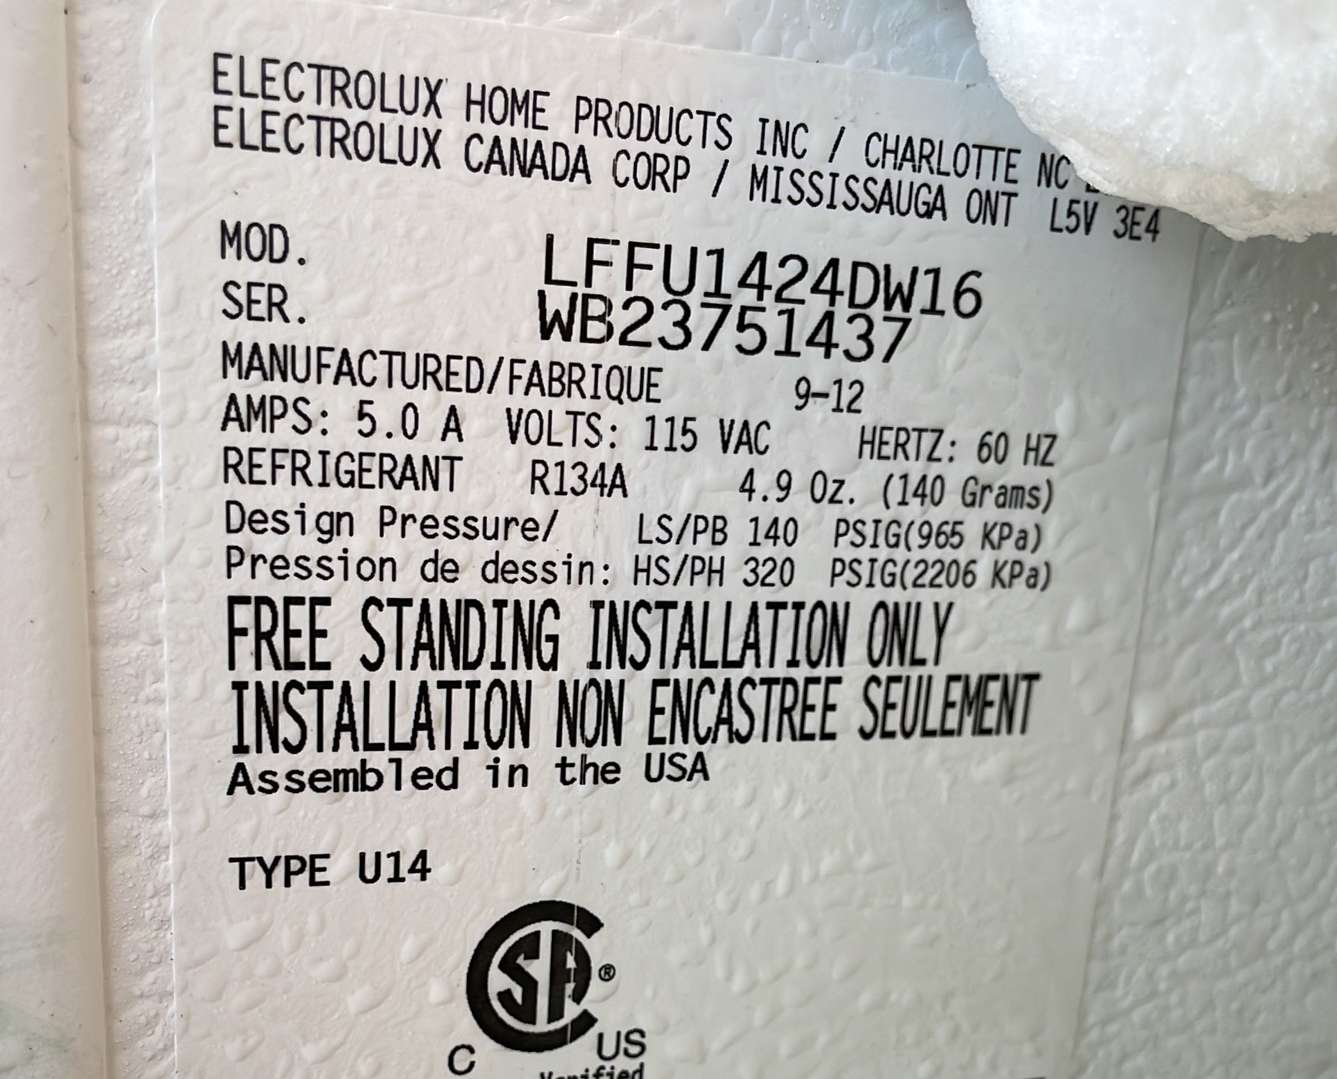 ELECTROLUX HOME PRODUCTS INC / CHARLOTTE NC
ELECTROLUX CANADA CORP / MISSISSAUGA ONT L5V 3E4
MOD. LFFU1424DW16
SER. WB23751437
MANUFACTURED/FABRIQUE 9-12
AMPS: 5.0 A VOLTS: 115 VAC HERTZ: 60 HZ
REFRIGERANT R134A 4.9 Oz. (140 Grams)
Design Pressure/ LS/PB 140 PSIG(965 KPa)
Pression de dessin: HS/PH 320 PSIG(2206 KPa)
FREE STANDING INSTALLATION ONLY
INSTALLATION NON ENCASTREE SEULEMENT
Assembled in the USA
TYPE U14
SA ®
C US
Verified